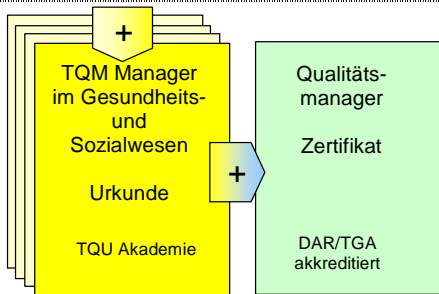 +
TQM Manager
im Gesundheits-
und
Sozialwesen
Urkunde
TQU Akademie
+
Qualitäts-
manager
Zertifikat
DAR/TGA
akkreditiert